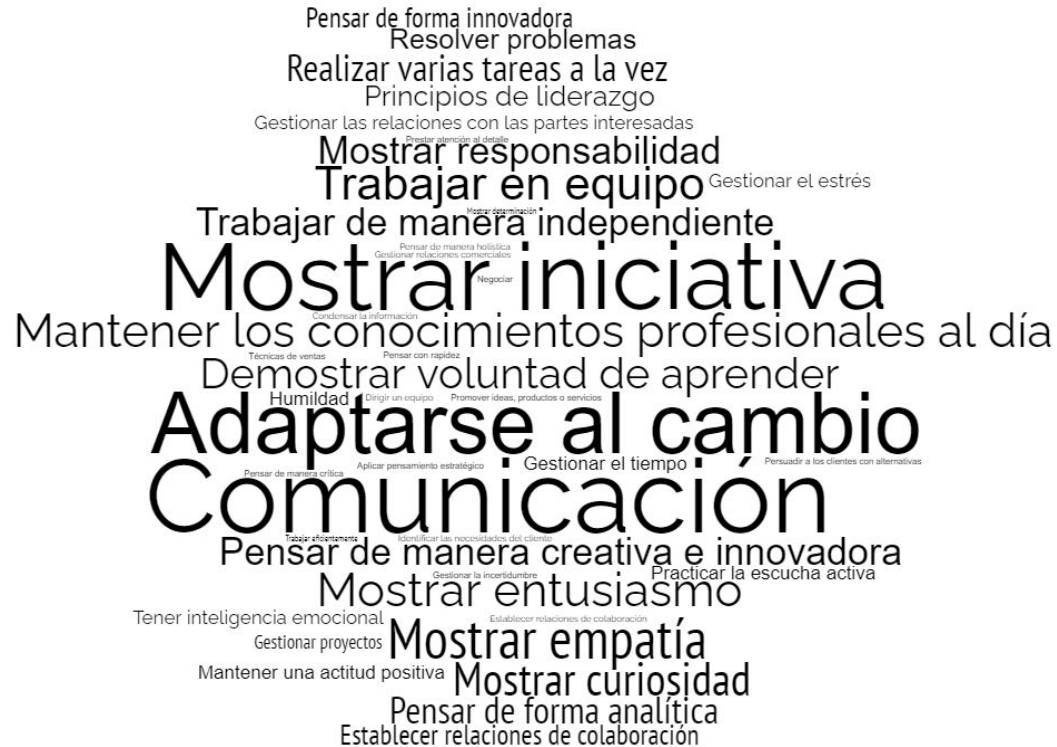 Pensar de forma innovadora
Resolver problemas
Realizar varias tareas a la vez
Principios de liderazgo
Gestionar las relaciones con las partes interesadas
Prestar atención al detalle
Mostrar responsabilidad
Trabajar en equipo
Gestionar el estrés
Mostrar determinación
Trabajar de manera independiente
Pensar de manera holística
Gestionar relaciones comerciales
Negociar
Mostrar iniciativa
Condensar la información
Mantener los conocimientos profesionales al día
Técnicas de ventas
Pensar con rapidez
Demostrar voluntad de aprender
Humildad
Dirigir un equipo
Promover ideas, productos o servicios
Adaptarse al cambio
Gestionar el tiempo
Persuadir a los clientes con alternativas
Aplicar pensamiento estratégico
Pensar de manera crítica
Comunicación
Trabajar eficientemente
Identificar las necesidades del cliente
Pensar de manera creativa e innovadora
Gestionar la incertidumbre
Practicar la escucha activa
Mostrar entusiasmo
Tener inteligencia emocional
Establecer relaciones de colaboración
Gestionar proyectos
Mostrar empatía
Mantener una actitud positiva
Mostrar curiosidad
Pensar de forma analítica
Establecer relaciones de colaboración